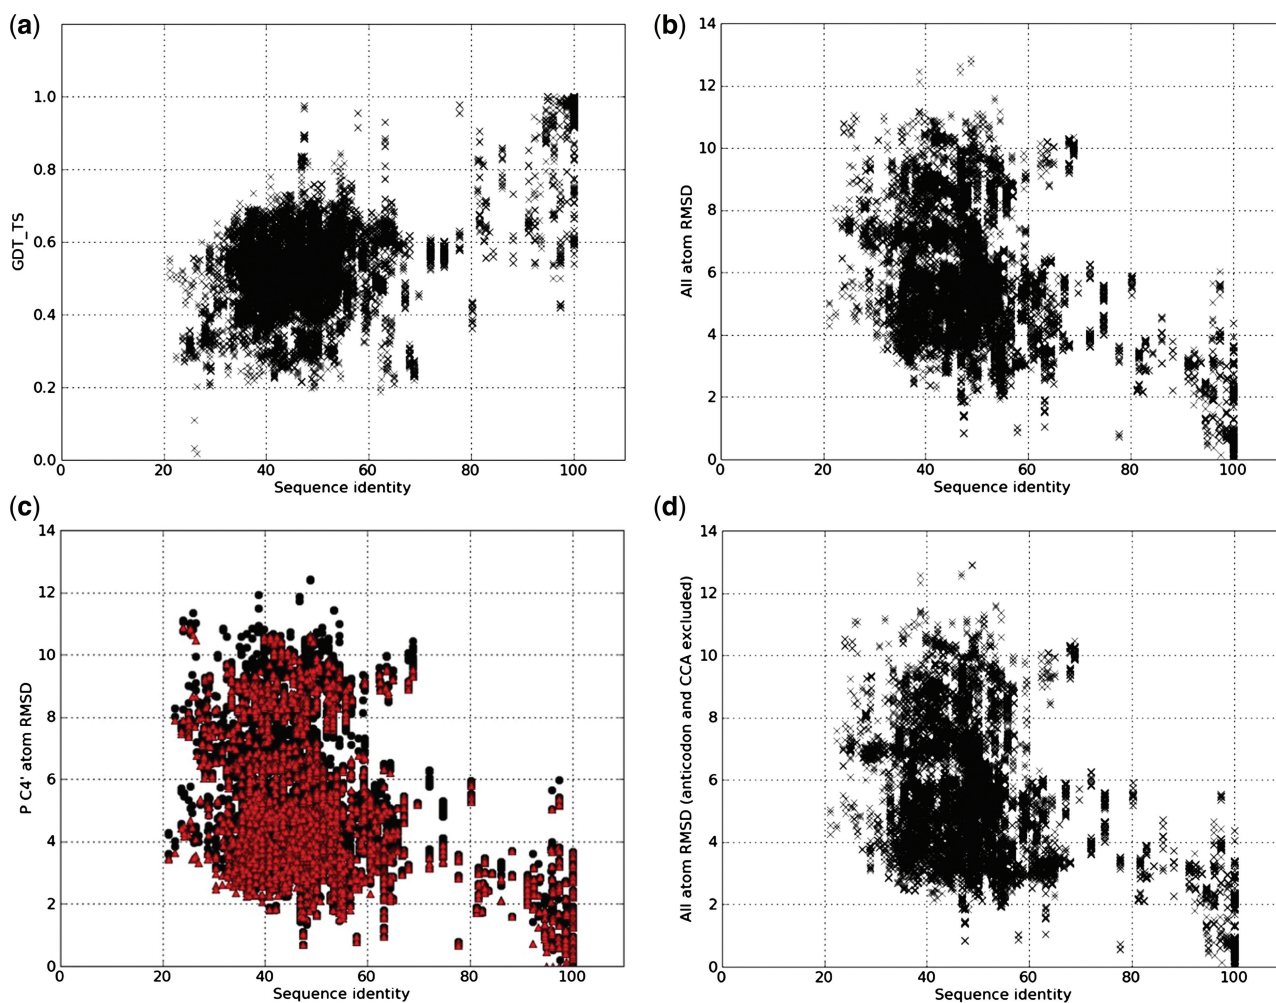 (a)
1.0
0.8
0.6
0.4
0.2
0.0
GDT_TS
0 20 40 60 80 100
Sequence identity
(b)
14
12
10
8
6
4
2
0
All atom RMSD
0 20 40 60 80 100
Sequence identity
(c)
14
12
10
8
6
4
2
0
P C4' atom RMSD
0 20 40 60 80 100
Sequence identity
(d)
14
12
10
8
6
4
2
0
All atom RMSD (anticodon and CCA excluded)
0 20 40 60 80 100
Sequence identity